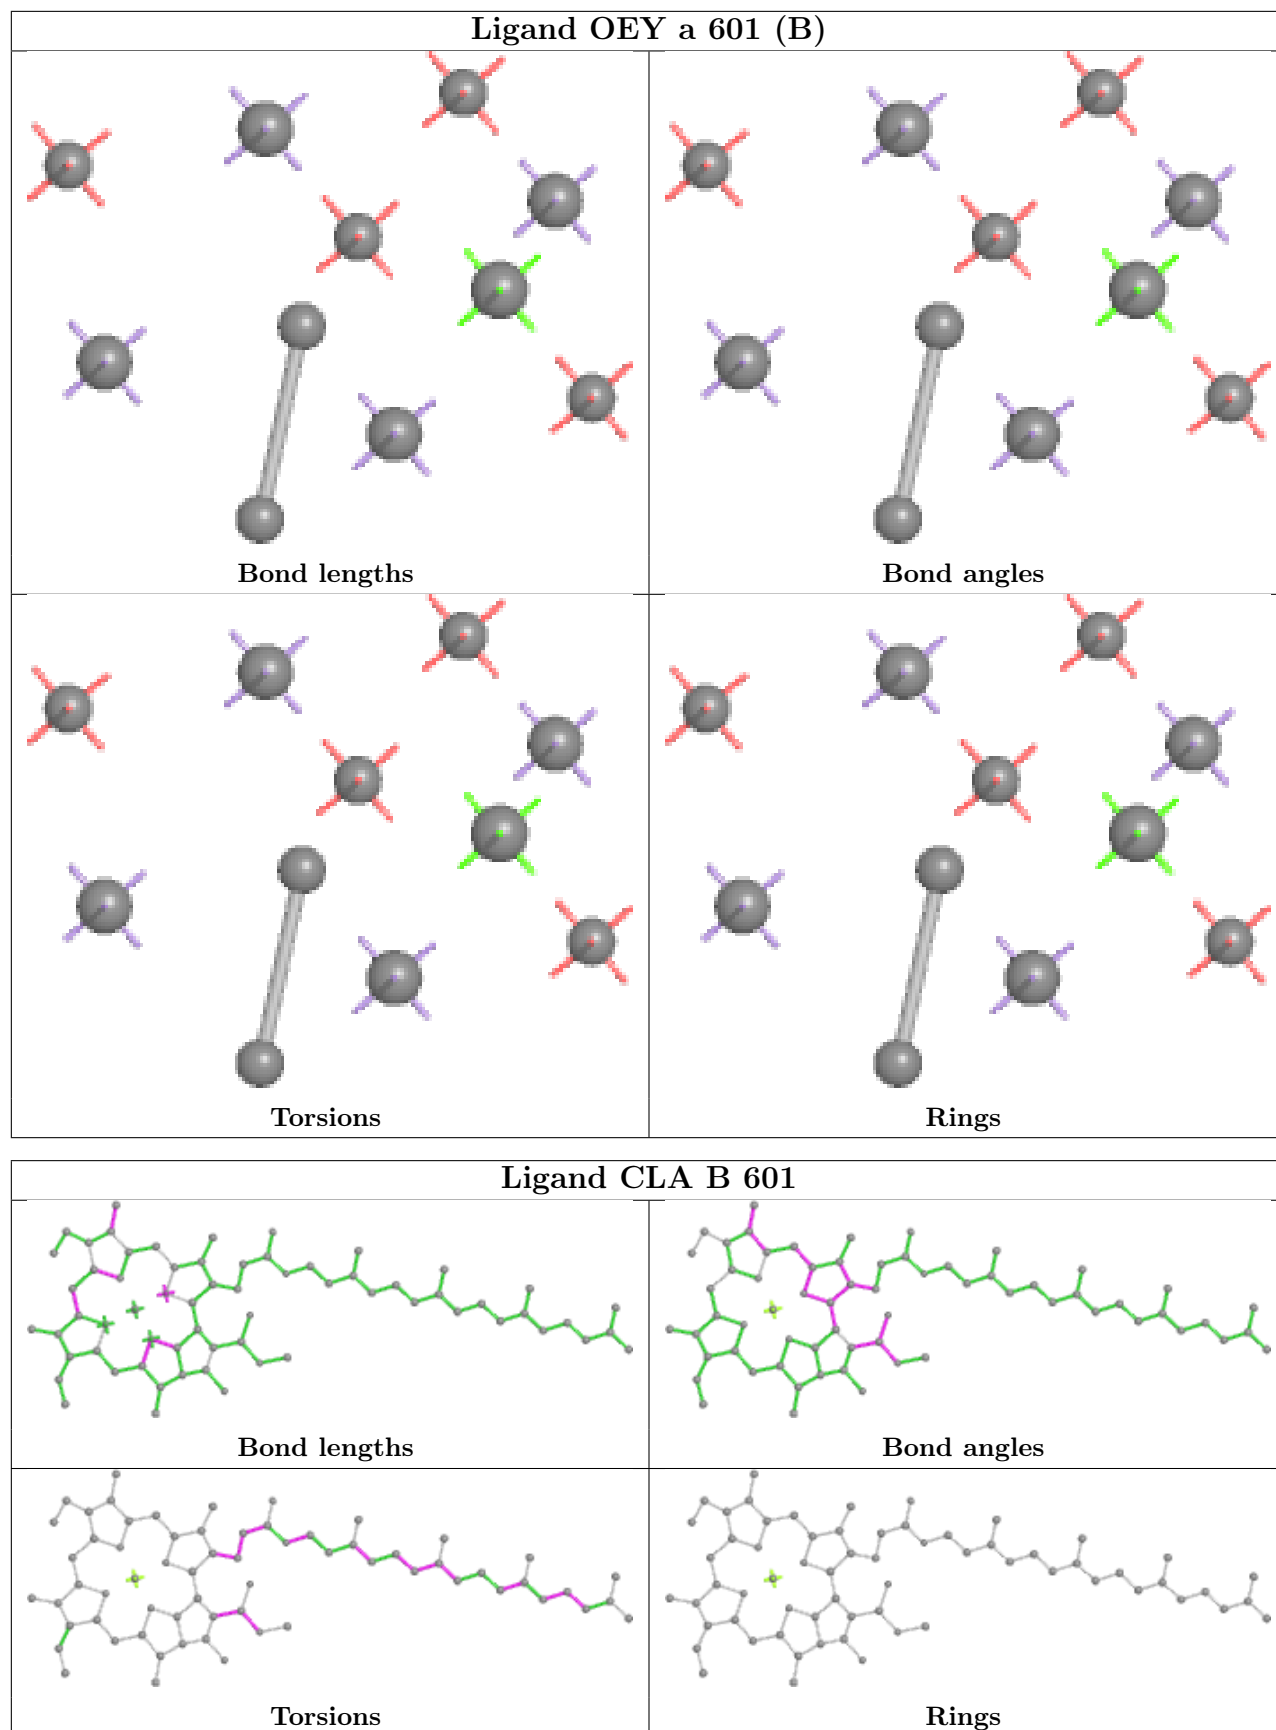 Ligand OEY a 601 (B)
Bond lengths
Bond angles
Torsions
Rings
Ligand CLA B 601
Bond lengths
Bond angles
Torsions
Rings